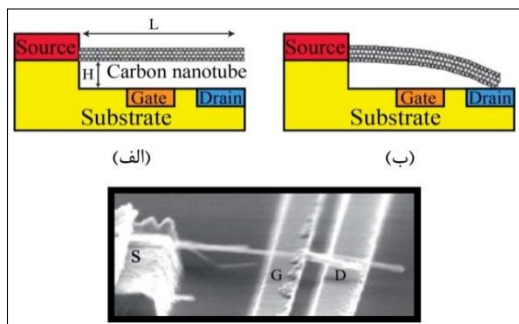 L
Source
H
Carbon nanotube
Gate
Drain
Substrate
(الف)
Source
Gate
Drain
Substrate
(ب)
S
G
D